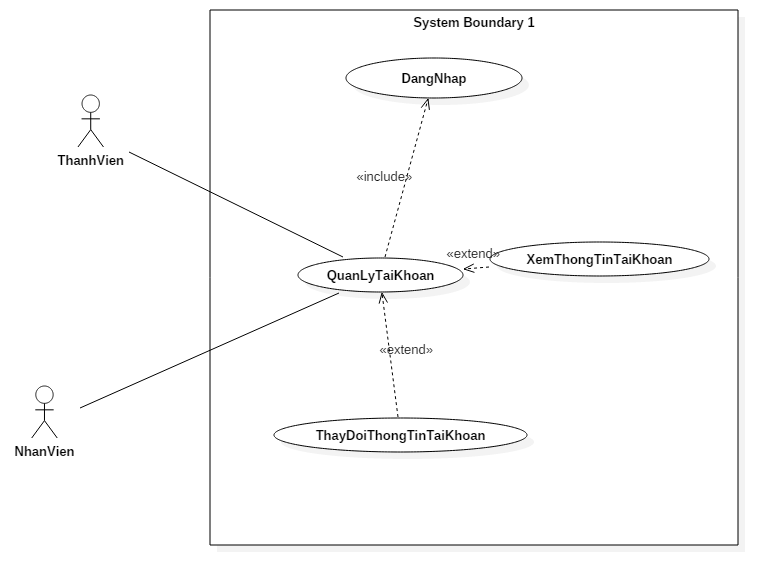 System Boundary 1
DangNhap
ThanhVien
«include»
«extend»
XemThongTinTaiKhoan
QuanLyTaiKhoan
«extend»
ThayDoiThongTinTaiKhoan
NhanVien